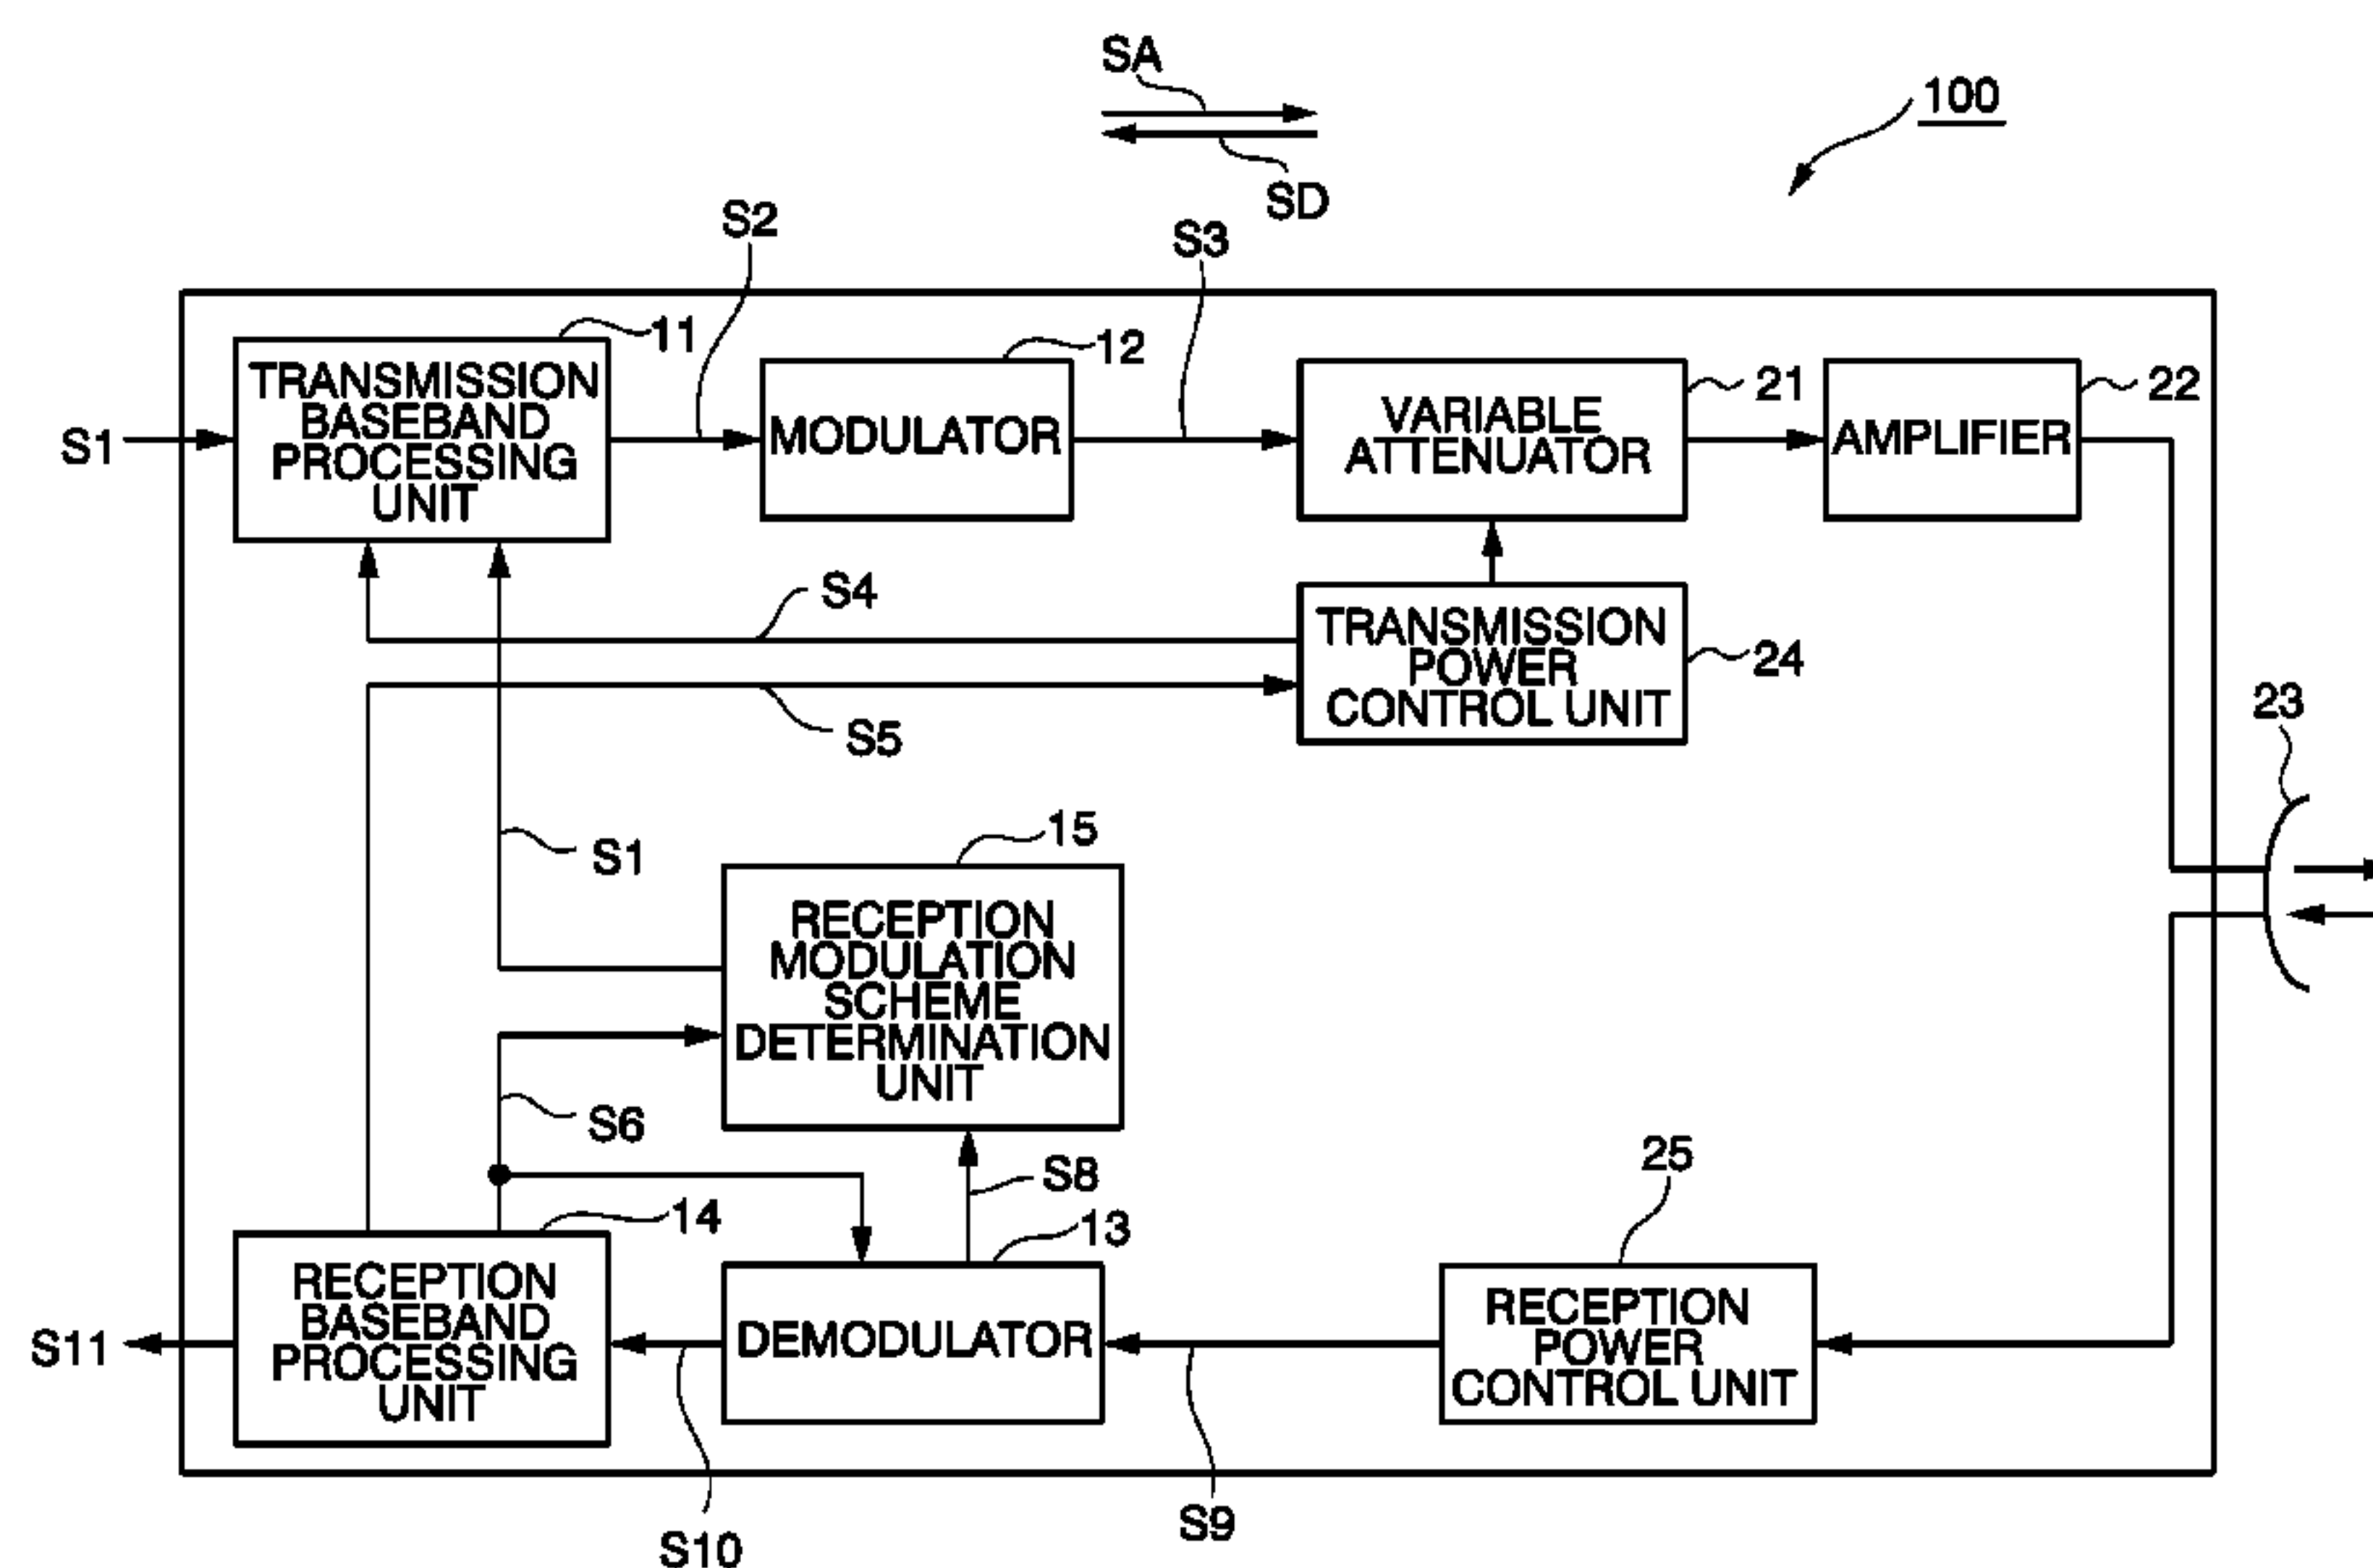 SA
100
SD
S2
S3
11
12
21
22
TRANSMISSION
BASEBAND
PROCESSING
UNIT
MODULATOR
VARIABLE
ATTENUATOR
AMPLIFIER
S1
S4
TRANSMISSION
POWER
CONTROL UNIT
24
S5
23
S1
15
RECEPTION
MODULATION
SCHEME
DETERMINATION
UNIT
S6
S8
25
14
13
RECEPTION
BASEBAND
PROCESSING
UNIT
DEMODULATOR
RECEPTION
POWER
CONTROL UNIT
S11
S10
S9